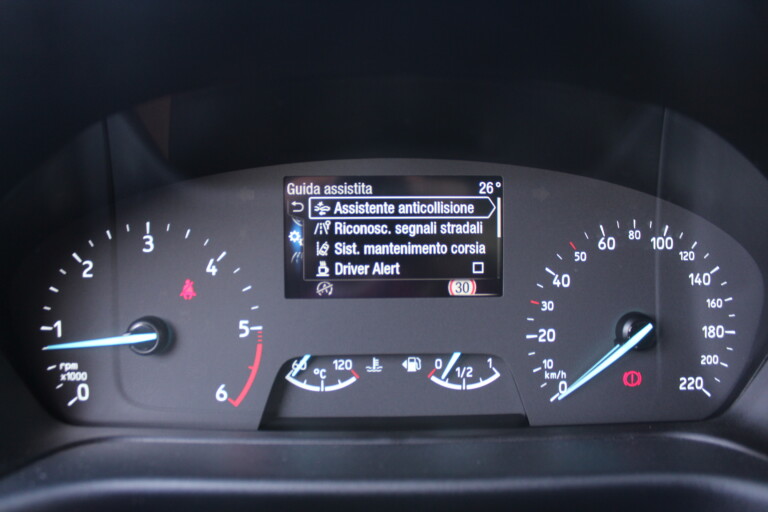 Guida assistita 26°
Assistente anticollisione
Riconosc. segnali stradali
Sist. mantenimento corsia
Driver Alert
30
0 1 2 3 4 5 6
rpm
x1000
60 120
°C
0 1/2 1
0 10 20 30 40 50 60 80 100 120 140 160 180 200 220
km/h